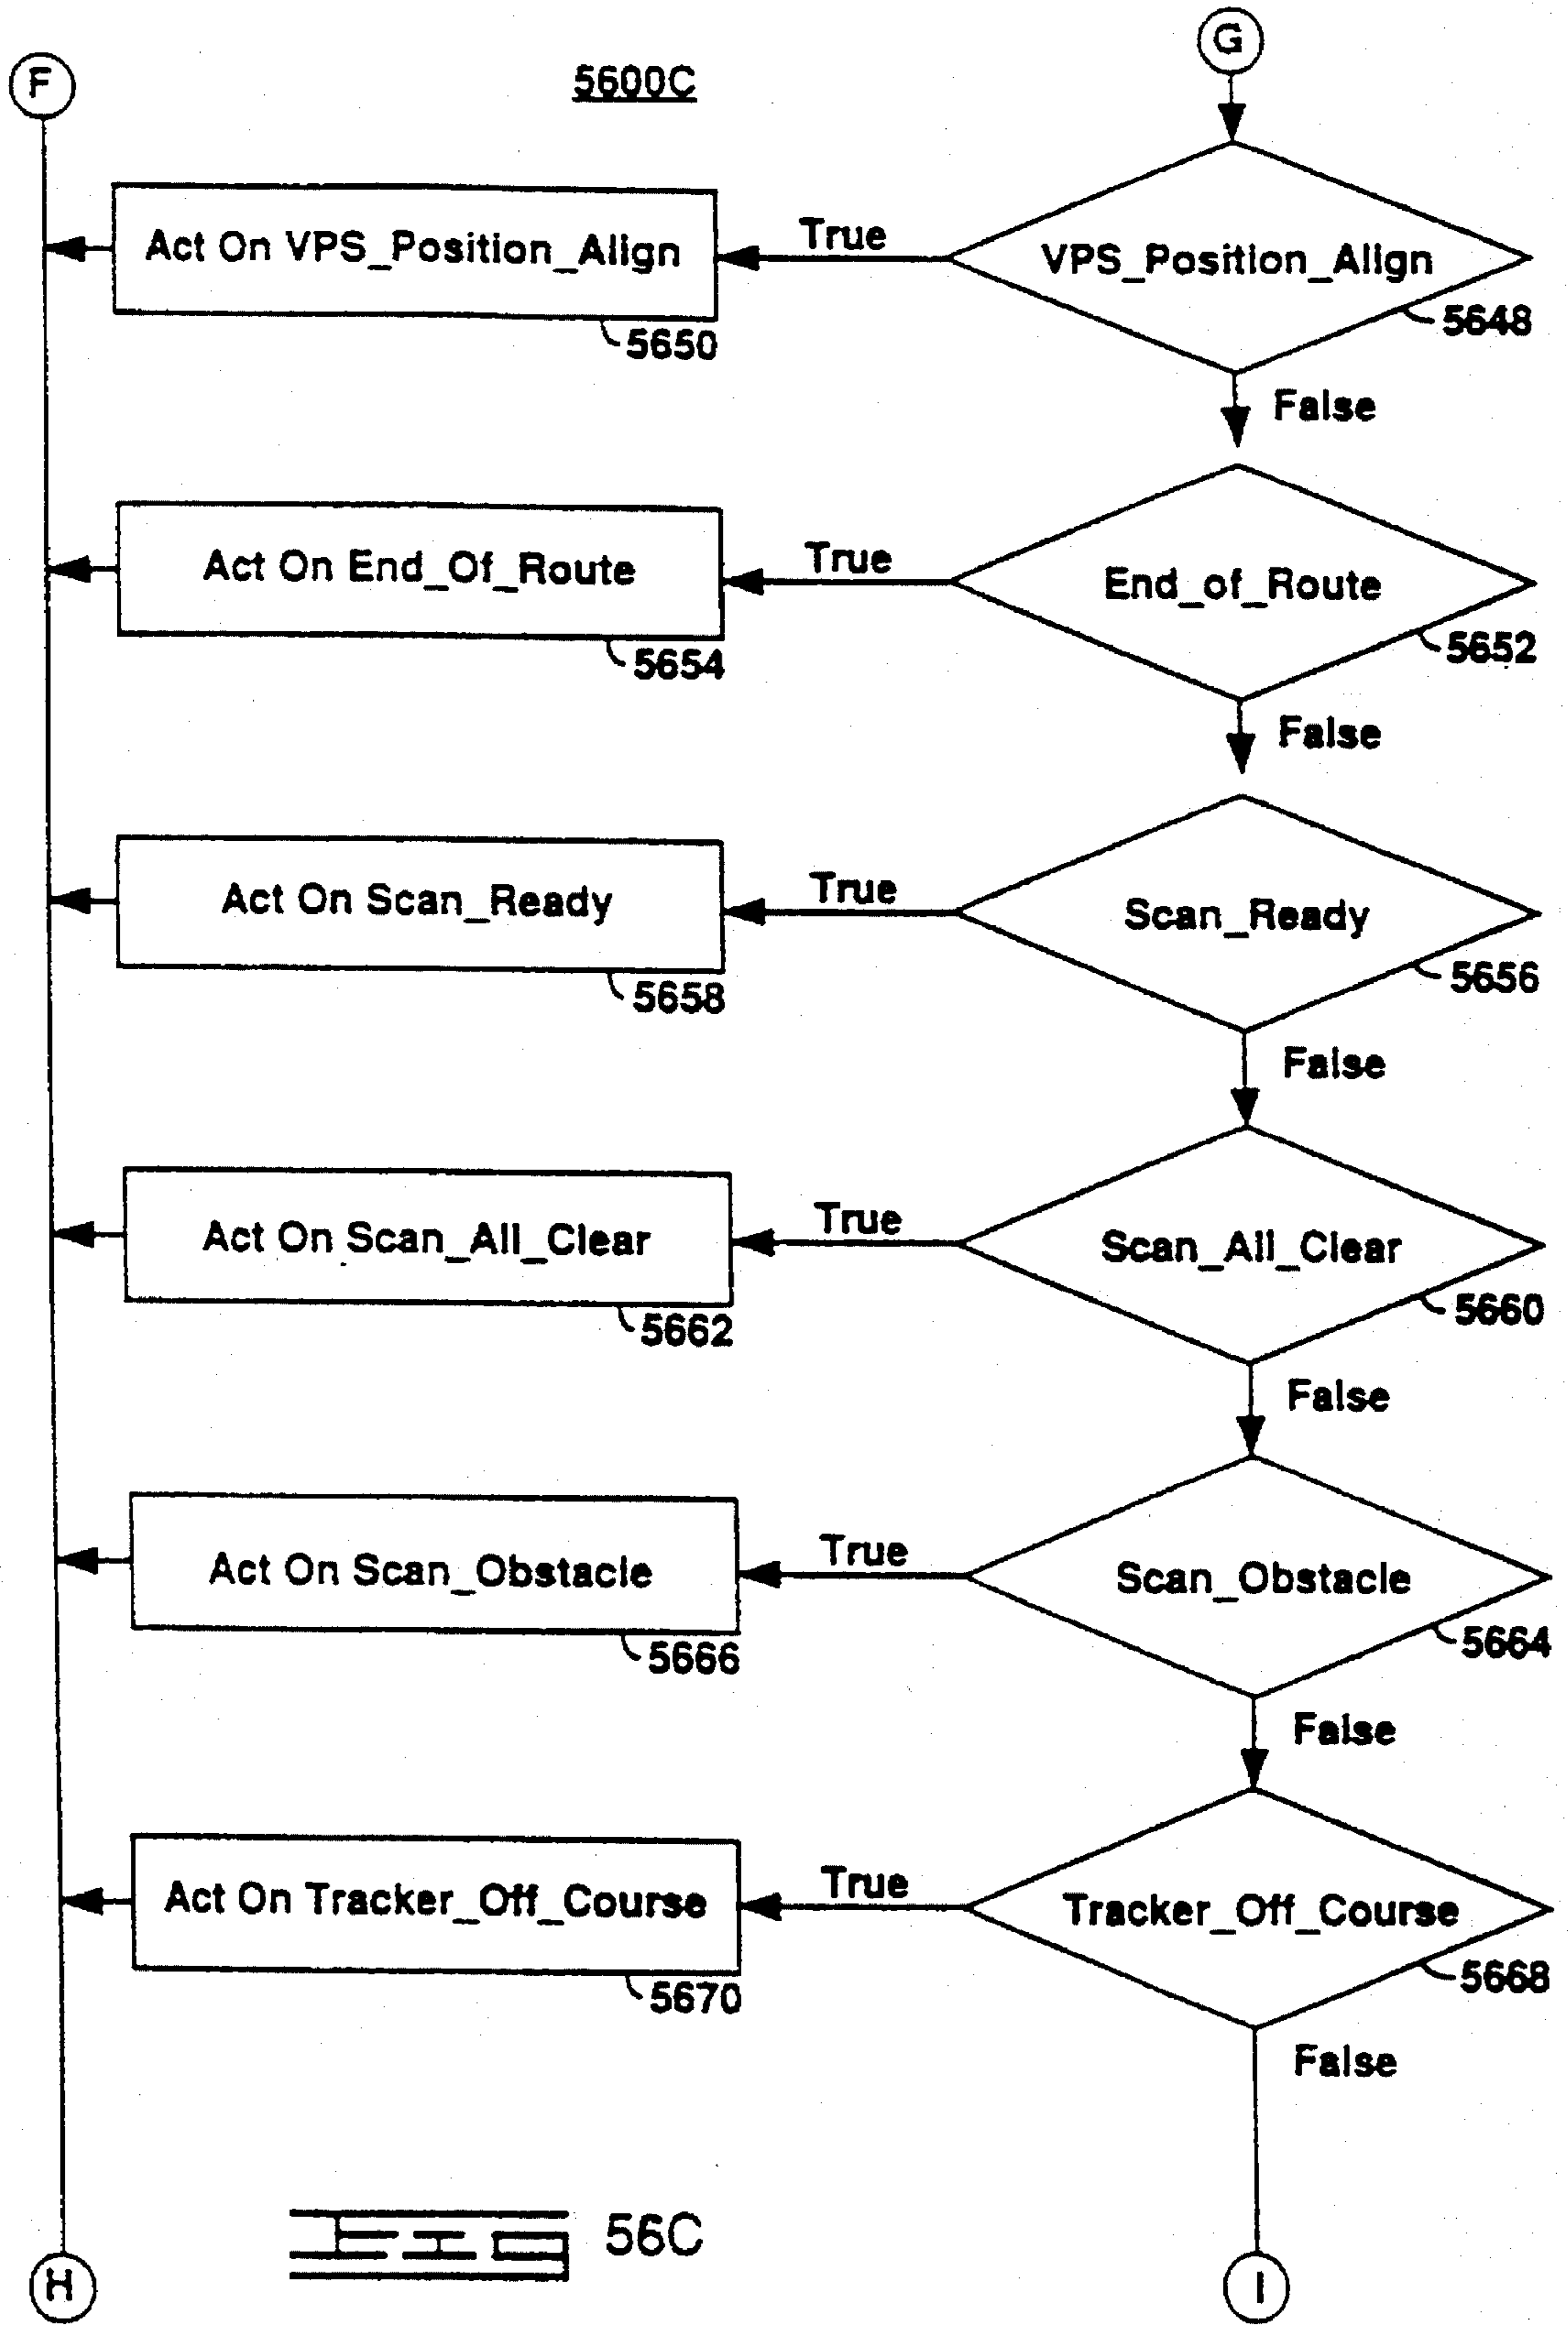 G
F
5600C
Act On VPS_Position_Align
True
VPS_Position_Align
5648
5650
False
Act On End_Of_Route
True
End_of_Route
5652
5654
False
Act On Scan_Ready
True
Scan_Ready
5656
5658
False
Act On Scan_All_Clear
True
Scan_All_Clear
5660
5662
False
Act On Scan_Obstacle
True
Scan_Obstacle
5664
5666
False
Act On Tracker_Off_Course
True
Tracker_Off_Course
5668
5670
False
FIG 56C
H
I